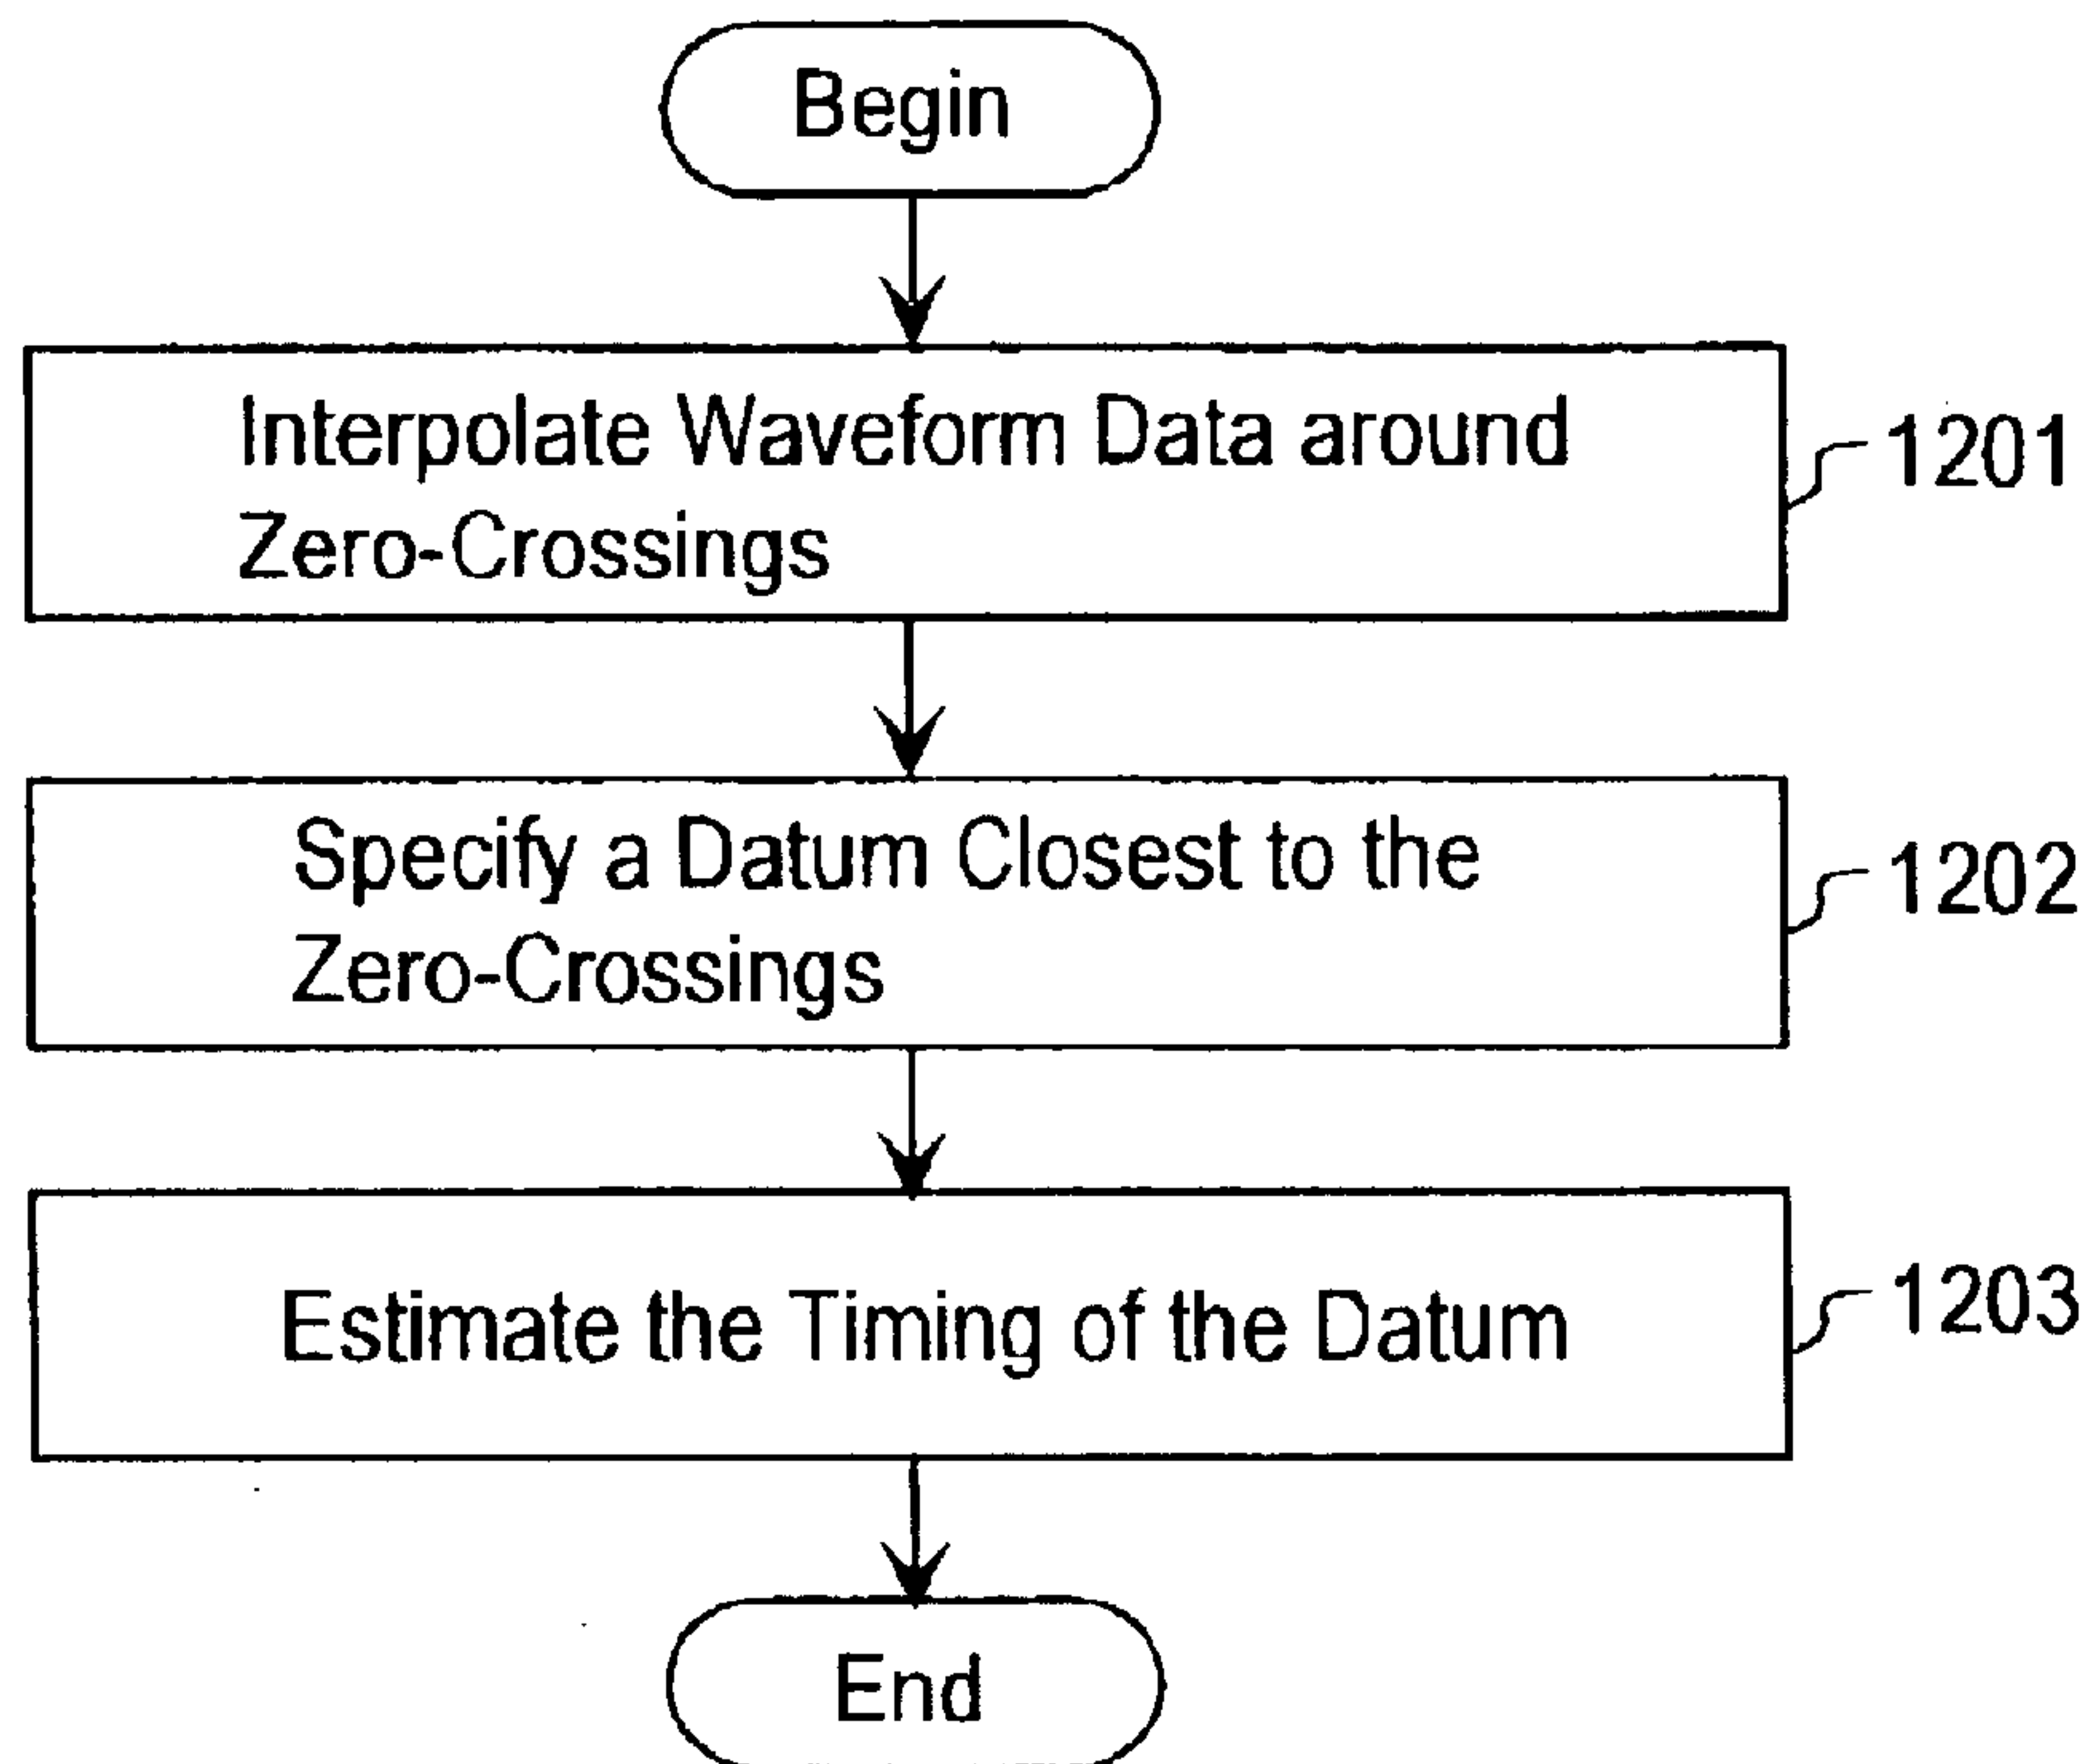 Begin
Interpolate Waveform Data around
Zero-Crossings
1201
Specify a Datum Closest to the
Zero-Crossings
1202
Estimate the Timing of the Datum
1203
End